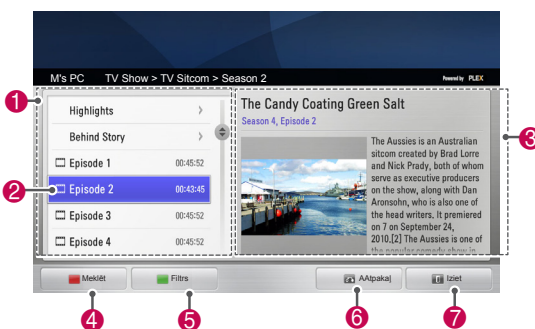 M's PC TV Show > TV Sitcom > Season 2
Powered by PLEX
1
Highlights >
Behind Story >
Episode 1 00:45:52
2
Episode 2 00:43:45
Episode 3 00:45:52
Episode 4 00:45:52
The Candy Coating Green Salt
Season 4, Episode 2
3
The Aussies is an Australian
sitcom created by Brad Lorre
and Nick Prady, both of whom
serve as executive producers
on the show, along with Dan
Aronsohn, who is also one of
the head writers. It premiered
on 7 on September 24,
2010.[2] The Aussies is one of
the popular comedy show in
Meklēt
Filtrs
AAtpakaļ
Iziet
4
5
6
7